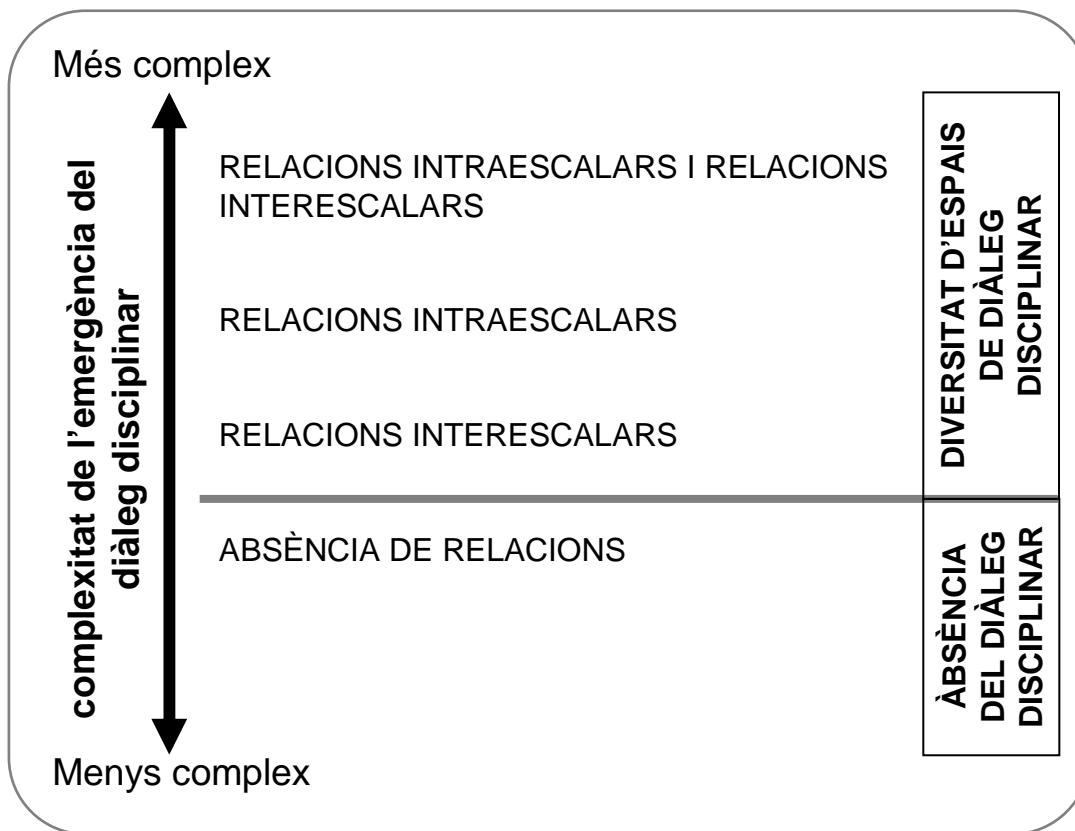 Més complex
complexitat de l'emergència del
diàleg disciplinar
RELACIONS INTRAESCALARS I RELACIONS
INTERESCALARS
RELACIONS INTRAESCALARS
RELACIONS INTERESCALARS
ABSÈNCIA DE RELACIONS
Menys complex
DIVERSITAT D'ESPAIS
DE DIÀLEG
DISCIPLINAR
ÀBSÈNCIA
DEL DIÀLEG
DISCIPLINAR